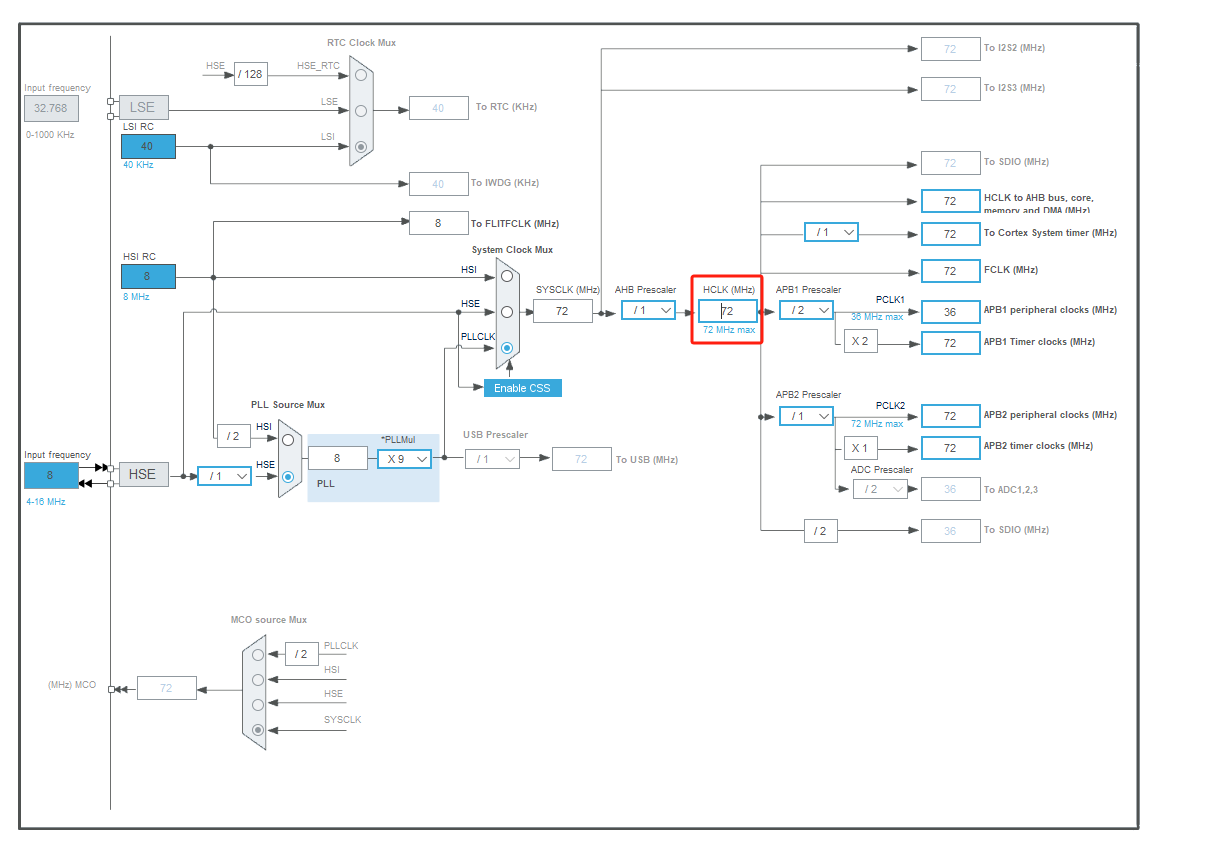 RTC Clock Mux
HSE
/ 128
HSE_RTC
72
To I2S2 (MHz)
72
To I2S3 (MHz)
Input frequency
32.768
0-1000 KHz
LSE
LSE
40
To RTC (KHz)
LSI RC
40
40 KHz
LSI
40
To IWDG (KHz)
8
To FLITFCLK (MHz)
72
To SDIO (MHz)
72
HCLK to AHB bus, core,
memory and DMA (MHz)
/ 1
72
To Cortex System timer (MHz)
System Clock Mux
HSI RC
8
8 MHz
HSI
72
FCLK (MHz)
HSE
SYSCLK (MHz)
72
AHB Prescaler
/ 1
HCLK (MHz)
72
72 MHz max
APB1 Prescaler
/ 2
PCLK1
36 MHz max
36
APB1 peripheral clocks (MHz)
PLLCLK
X 2
72
APB1 Timer clocks (MHz)
Enable CSS
PLL Source Mux
APB2 Prescaler
/ 1
PCLK2
72 MHz max
72
APB2 peripheral clocks (MHz)
/ 2
HSI
*PLLMul
USB Prescaler
X 1
72
APB2 timer clocks (MHz)
Input frequency
8
4-16 MHz
HSE
/ 1
HSE
8
X 9
PLL
/ 1
72
To USB (MHz)
ADC Prescaler
/ 2
36
To ADC1,2,3
/ 2
36
To SDIO (MHz)
MCO source Mux
/ 2
PLLCLK
HSI
(MHz) MCO
72
HSE
SYSCLK